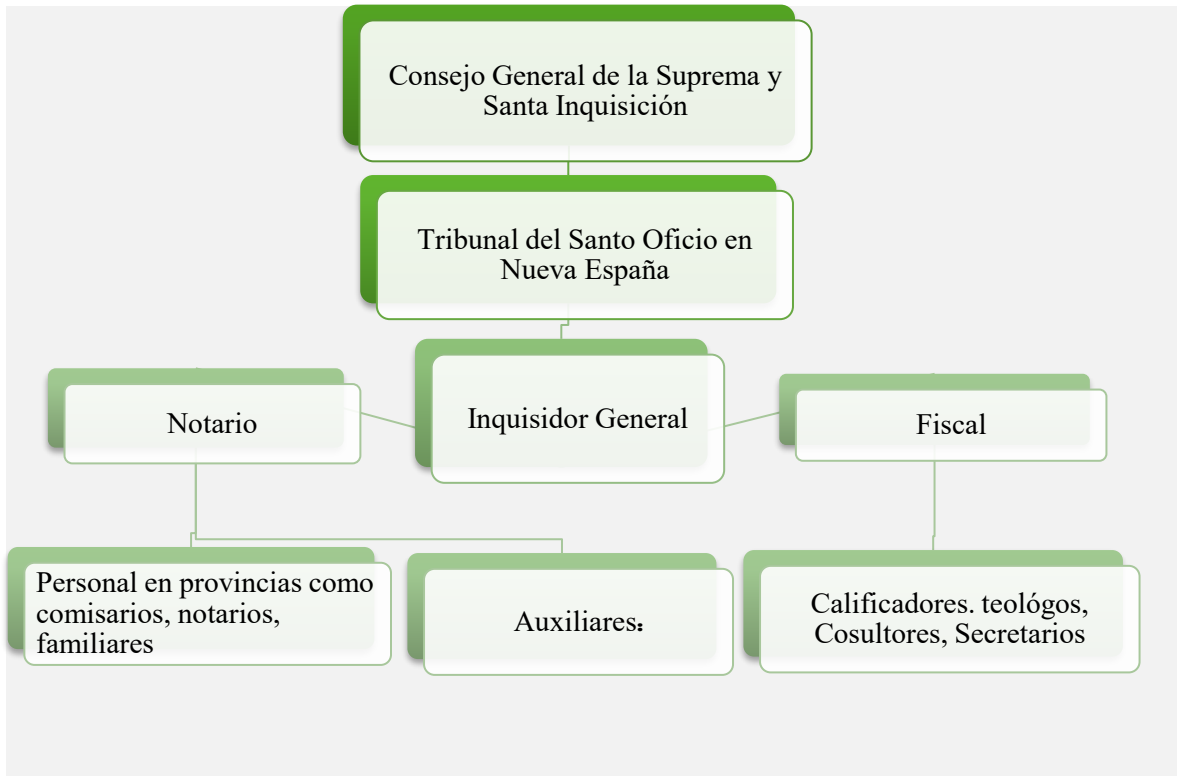 Consejo General de la Suprema y
Santa Inquisición
Tribunal del Santo Oficio en
Nueva España
Notario
Inquisidor General
Fiscal
Personal en provincias como
comisarios, notarios,
familiares
Auxiliares:
Calificadores. teológos,
Cosultores, Secretarios